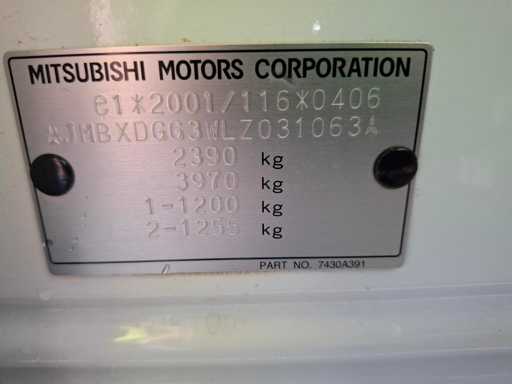 MITSUBISHI MOTORS CORPORATION
e1*2001/116*0406
JMBXDGG3WLZ031063
2390 kg
3970 kg
1-1200 kg
2-1255 kg
PART NO. 7430A391